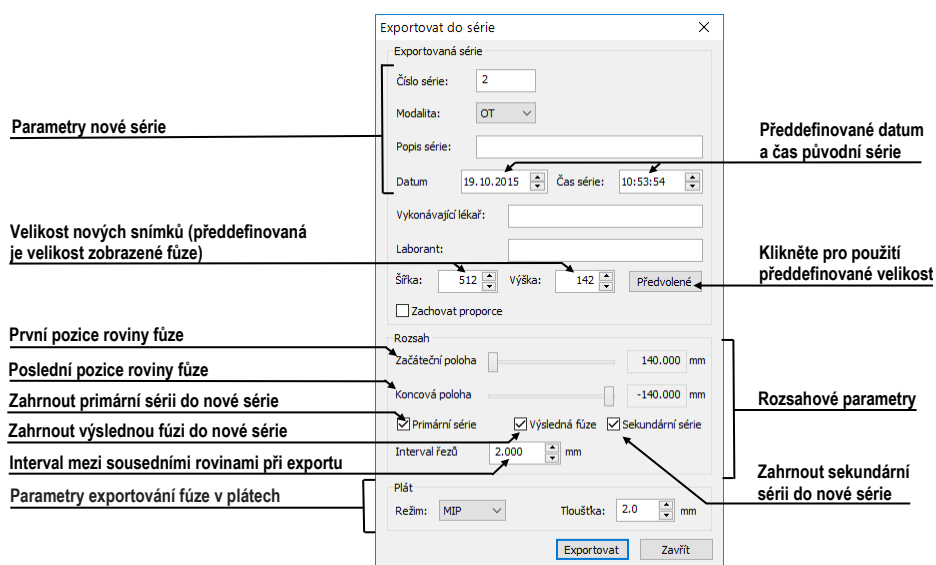 Exportovat do série
Exportovaná série
Číslo série: 2
Modalita: OT
Popis série:
Datum 19.10.2015 Čas série: 10:53:54
Vykonávající lékař:
Laborant:
Šířka: 512 Výška: 142 Předvolené
Zachovat proporce
Rozsah
Začáteční poloha 140.000 mm
Koncová poloha -140.000 mm
Primární série Výsledná fúze Sekundární série
Interval řezů 2.000 mm
Plát
Režim: MIP Tloušťka: 2.0 mm
Exportovat Zavřít
Parametry nové série
Velikost nových snímků (předdefinovaná
je velikost zobrazené fúze)
První pozice roviny fúze
Poslední pozice roviny fúze
Zahrnout primární sérii do nové série
Zahrnout výslednou fúzi do nové série
Interval mezi sousedními rovinami při exportu
Parametry exportování fúze v plátech
Předdefinované datum
a čas původní série
Klikněte pro použití
předdefinované velikost
Rozsahové parametry
Zahrnout sekundární
sérii do nové série